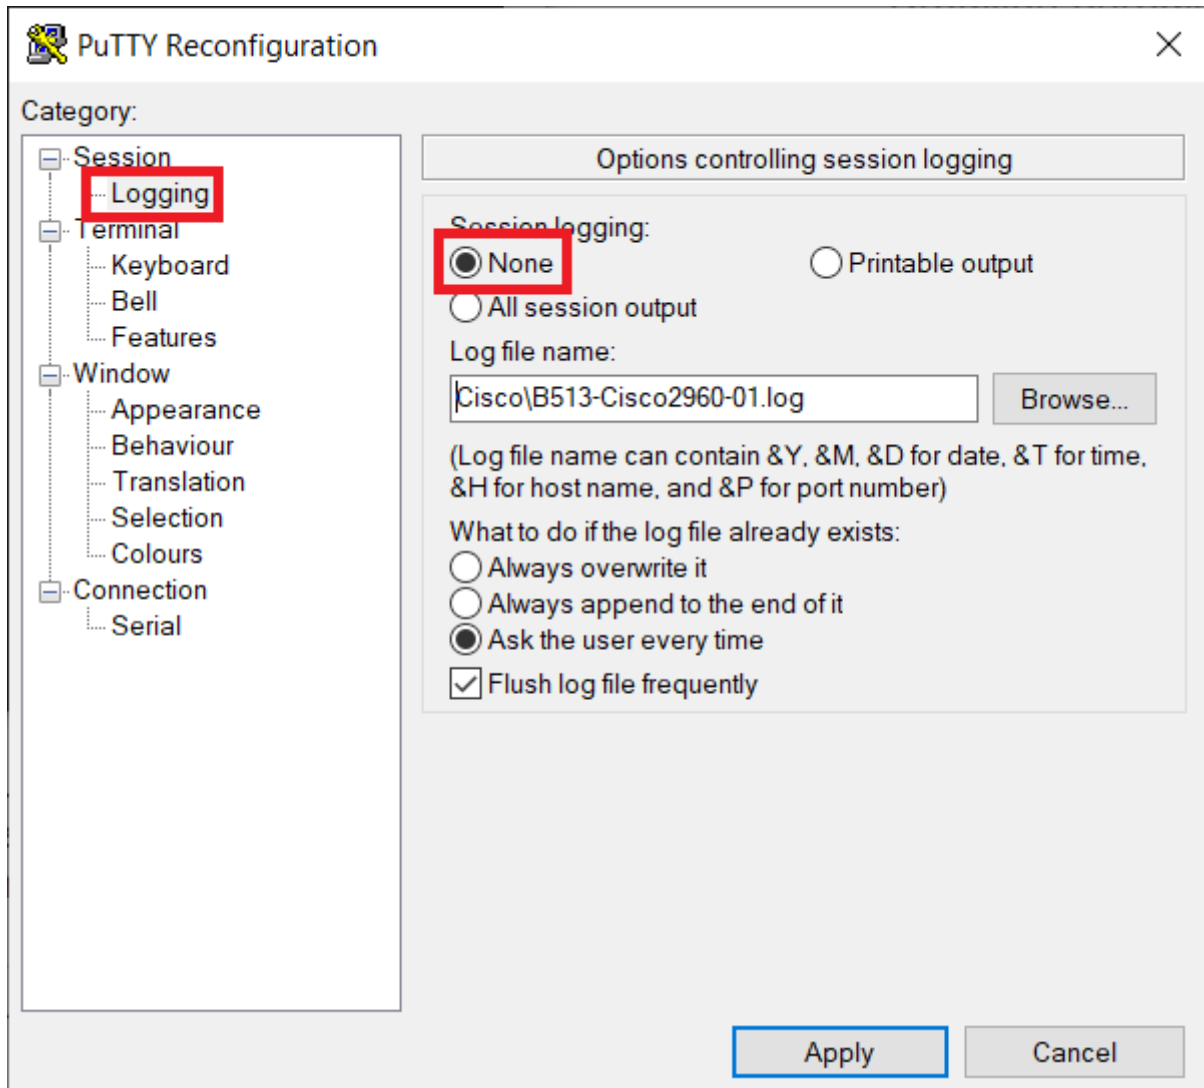 PuTTY Reconfiguration
Category:
Session
Logging
Terminal
Keyboard
Bell
Features
Window
Appearance
Behaviour
Translation
Selection
Colours
Connection
Serial
Options controlling session logging
Session logging:
None
Printable output
All session output
Log file name:
Cisco\B513-Cisco2960-01.log
Browse...
(Log file name can contain &Y, &M, &D for date, &T for time,
&H for host name, and &P for port number)
What to do if the log file already exists:
Always overwrite it
Always append to the end of it
Ask the user every time
Flush log file frequently
Apply
Cancel